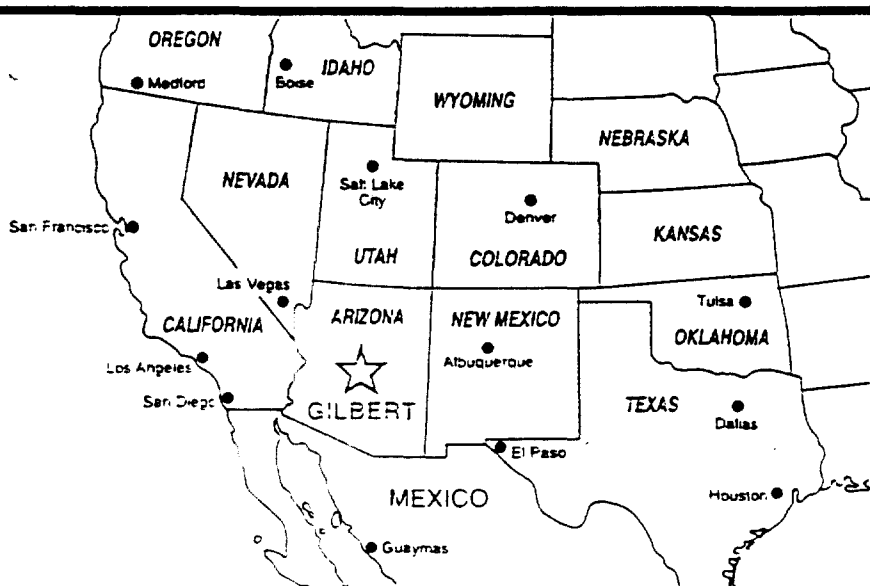 OREGON
IDAHO
Medford
Boise
WYOMING
NEBRASKA
NEVADA
Salt Lake
City
Denver
San Francisco
KANSAS
UTAH
COLORADO
Las Vegas
Tulsa
CALIFORNIA
ARIZONA
NEW MEXICO
OKLAHOMA
Albuquerque
Los Angeles
San Diego
GILBERT
TEXAS
Dallas
El Paso
MEXICO
Houston
Guaymas